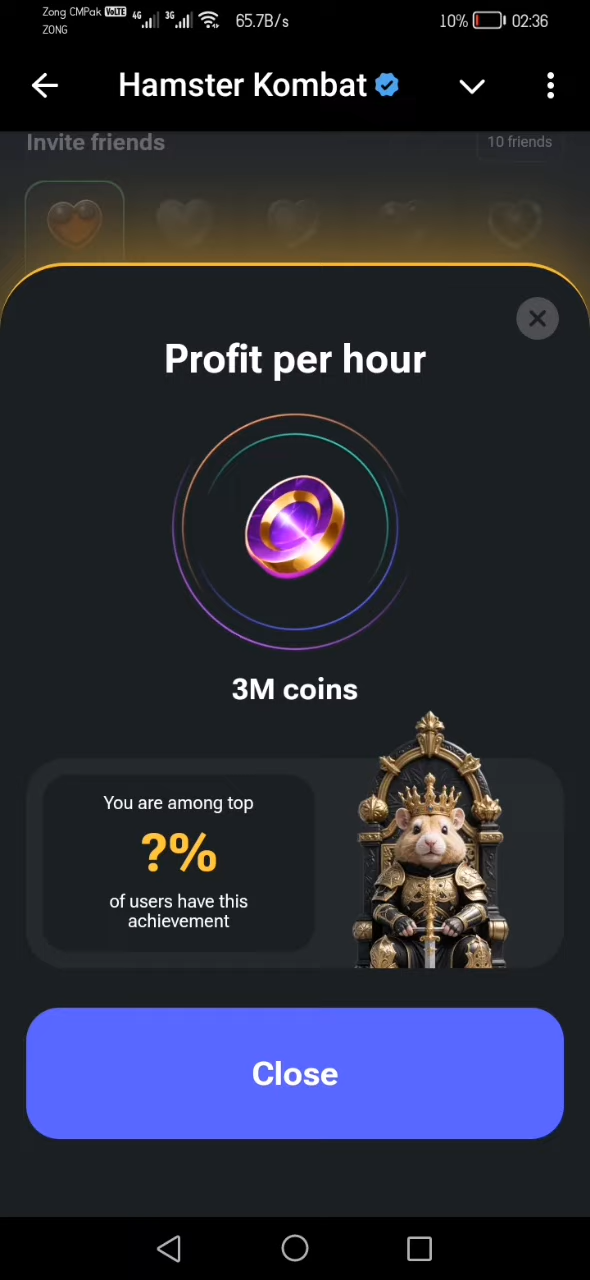 Zong CMPak VoLTE 4G 3G 65.7B/s 10% 02:36
ZONG
Hamster Kombat
Invite friends 10 friends
Profit per hour
3M coins
You are among top
?%
of users have this
achievement
Close